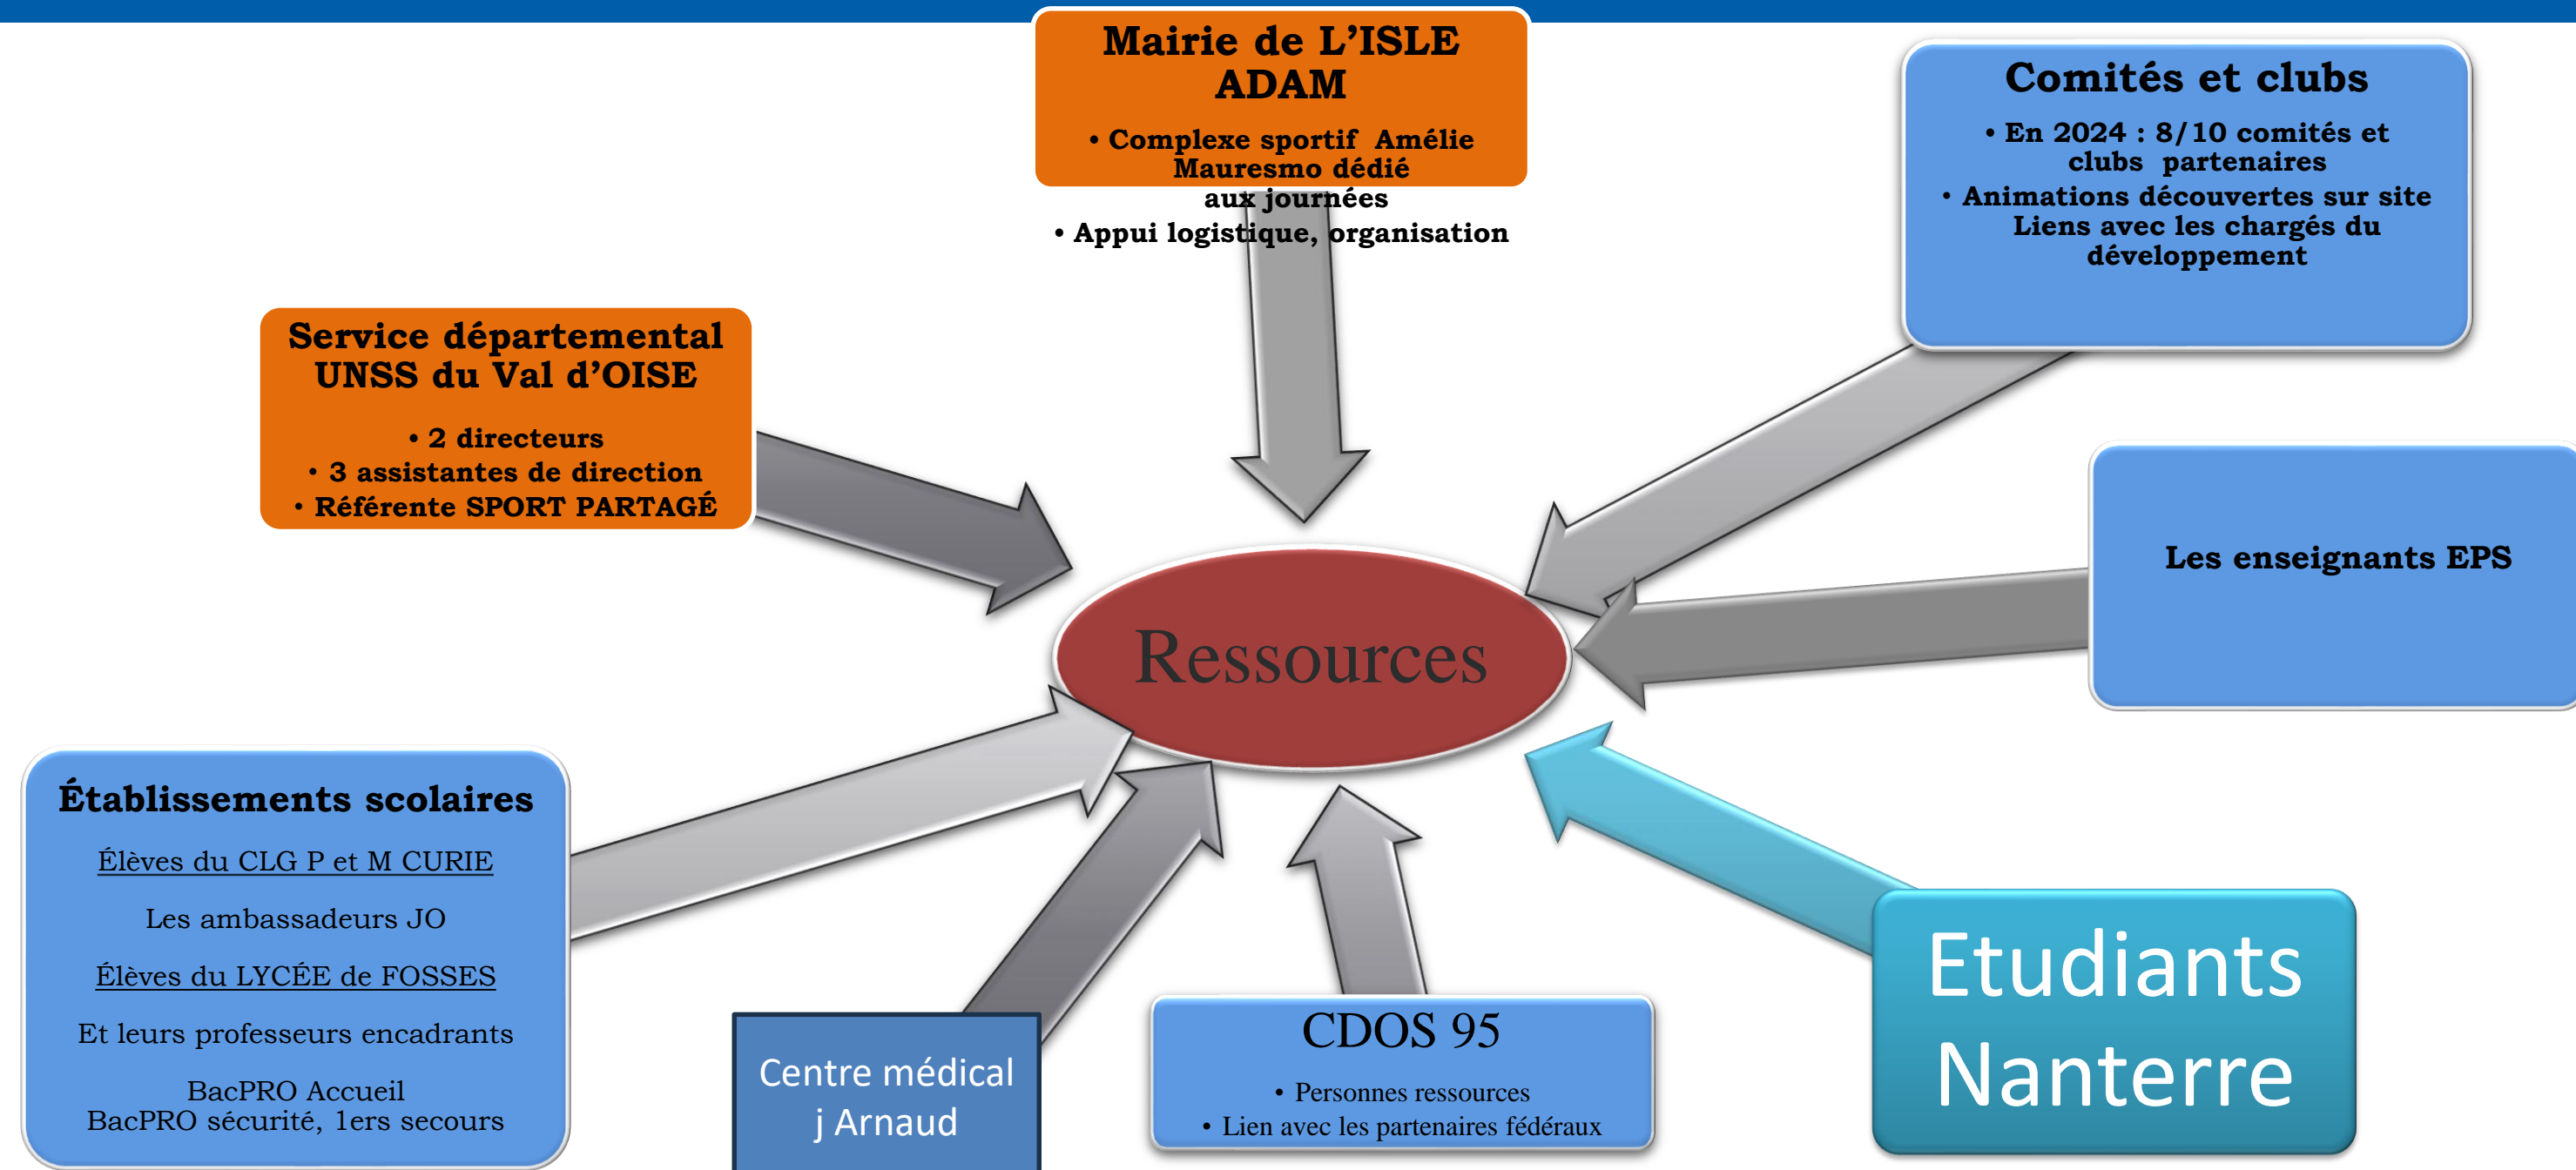 Mairie de L’ISLE
ADAM
• Complexe sportif Amélie
Mauresmo dédié
aux journées
• Appui logistique, organisation
Comités et clubs
• En 2024 : 8/10 comités et
clubs partenaires
• Animations découvertes sur site
Liens avec les chargés du
développement
Service départemental
UNSS du Val d’OISE
• 2 directeurs
• 3 assistantes de direction
• Référente SPORT PARTAGÉ
Les enseignants EPS
Ressources
Établissements scolaires
Élèves du CLG P et M CURIE
Les ambassadeurs JO
Élèves du LYCÉE de FOSSES
Et leurs professeurs encadrants
BacPRO Accueil
BacPRO sécurité, 1ers secours
Centre médical
j Arnaud
CDOS 95
• Personnes ressources
• Lien avec les partenaires fédéraux
Etudiants
Nanterre